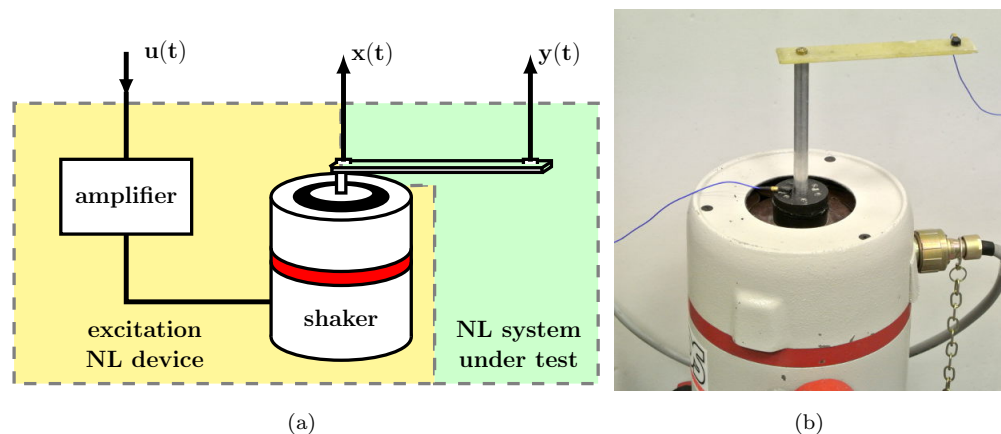 u(t)
x(t)
y(t)
amplifier
shaker
excitation
NL device
NL system
under test
(a)
(b)